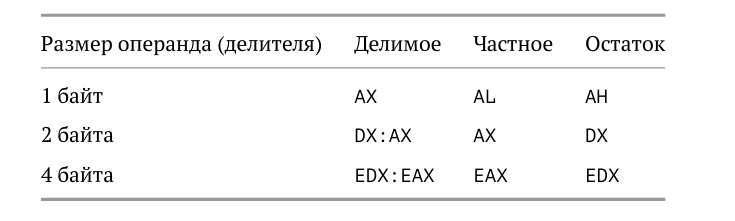 Размер операнда (делителя) Делимое Частное Остаток
1 байт AX AL AH
2 байта DX:AX AX DX
4 байта EDX:EAX EAX EDX